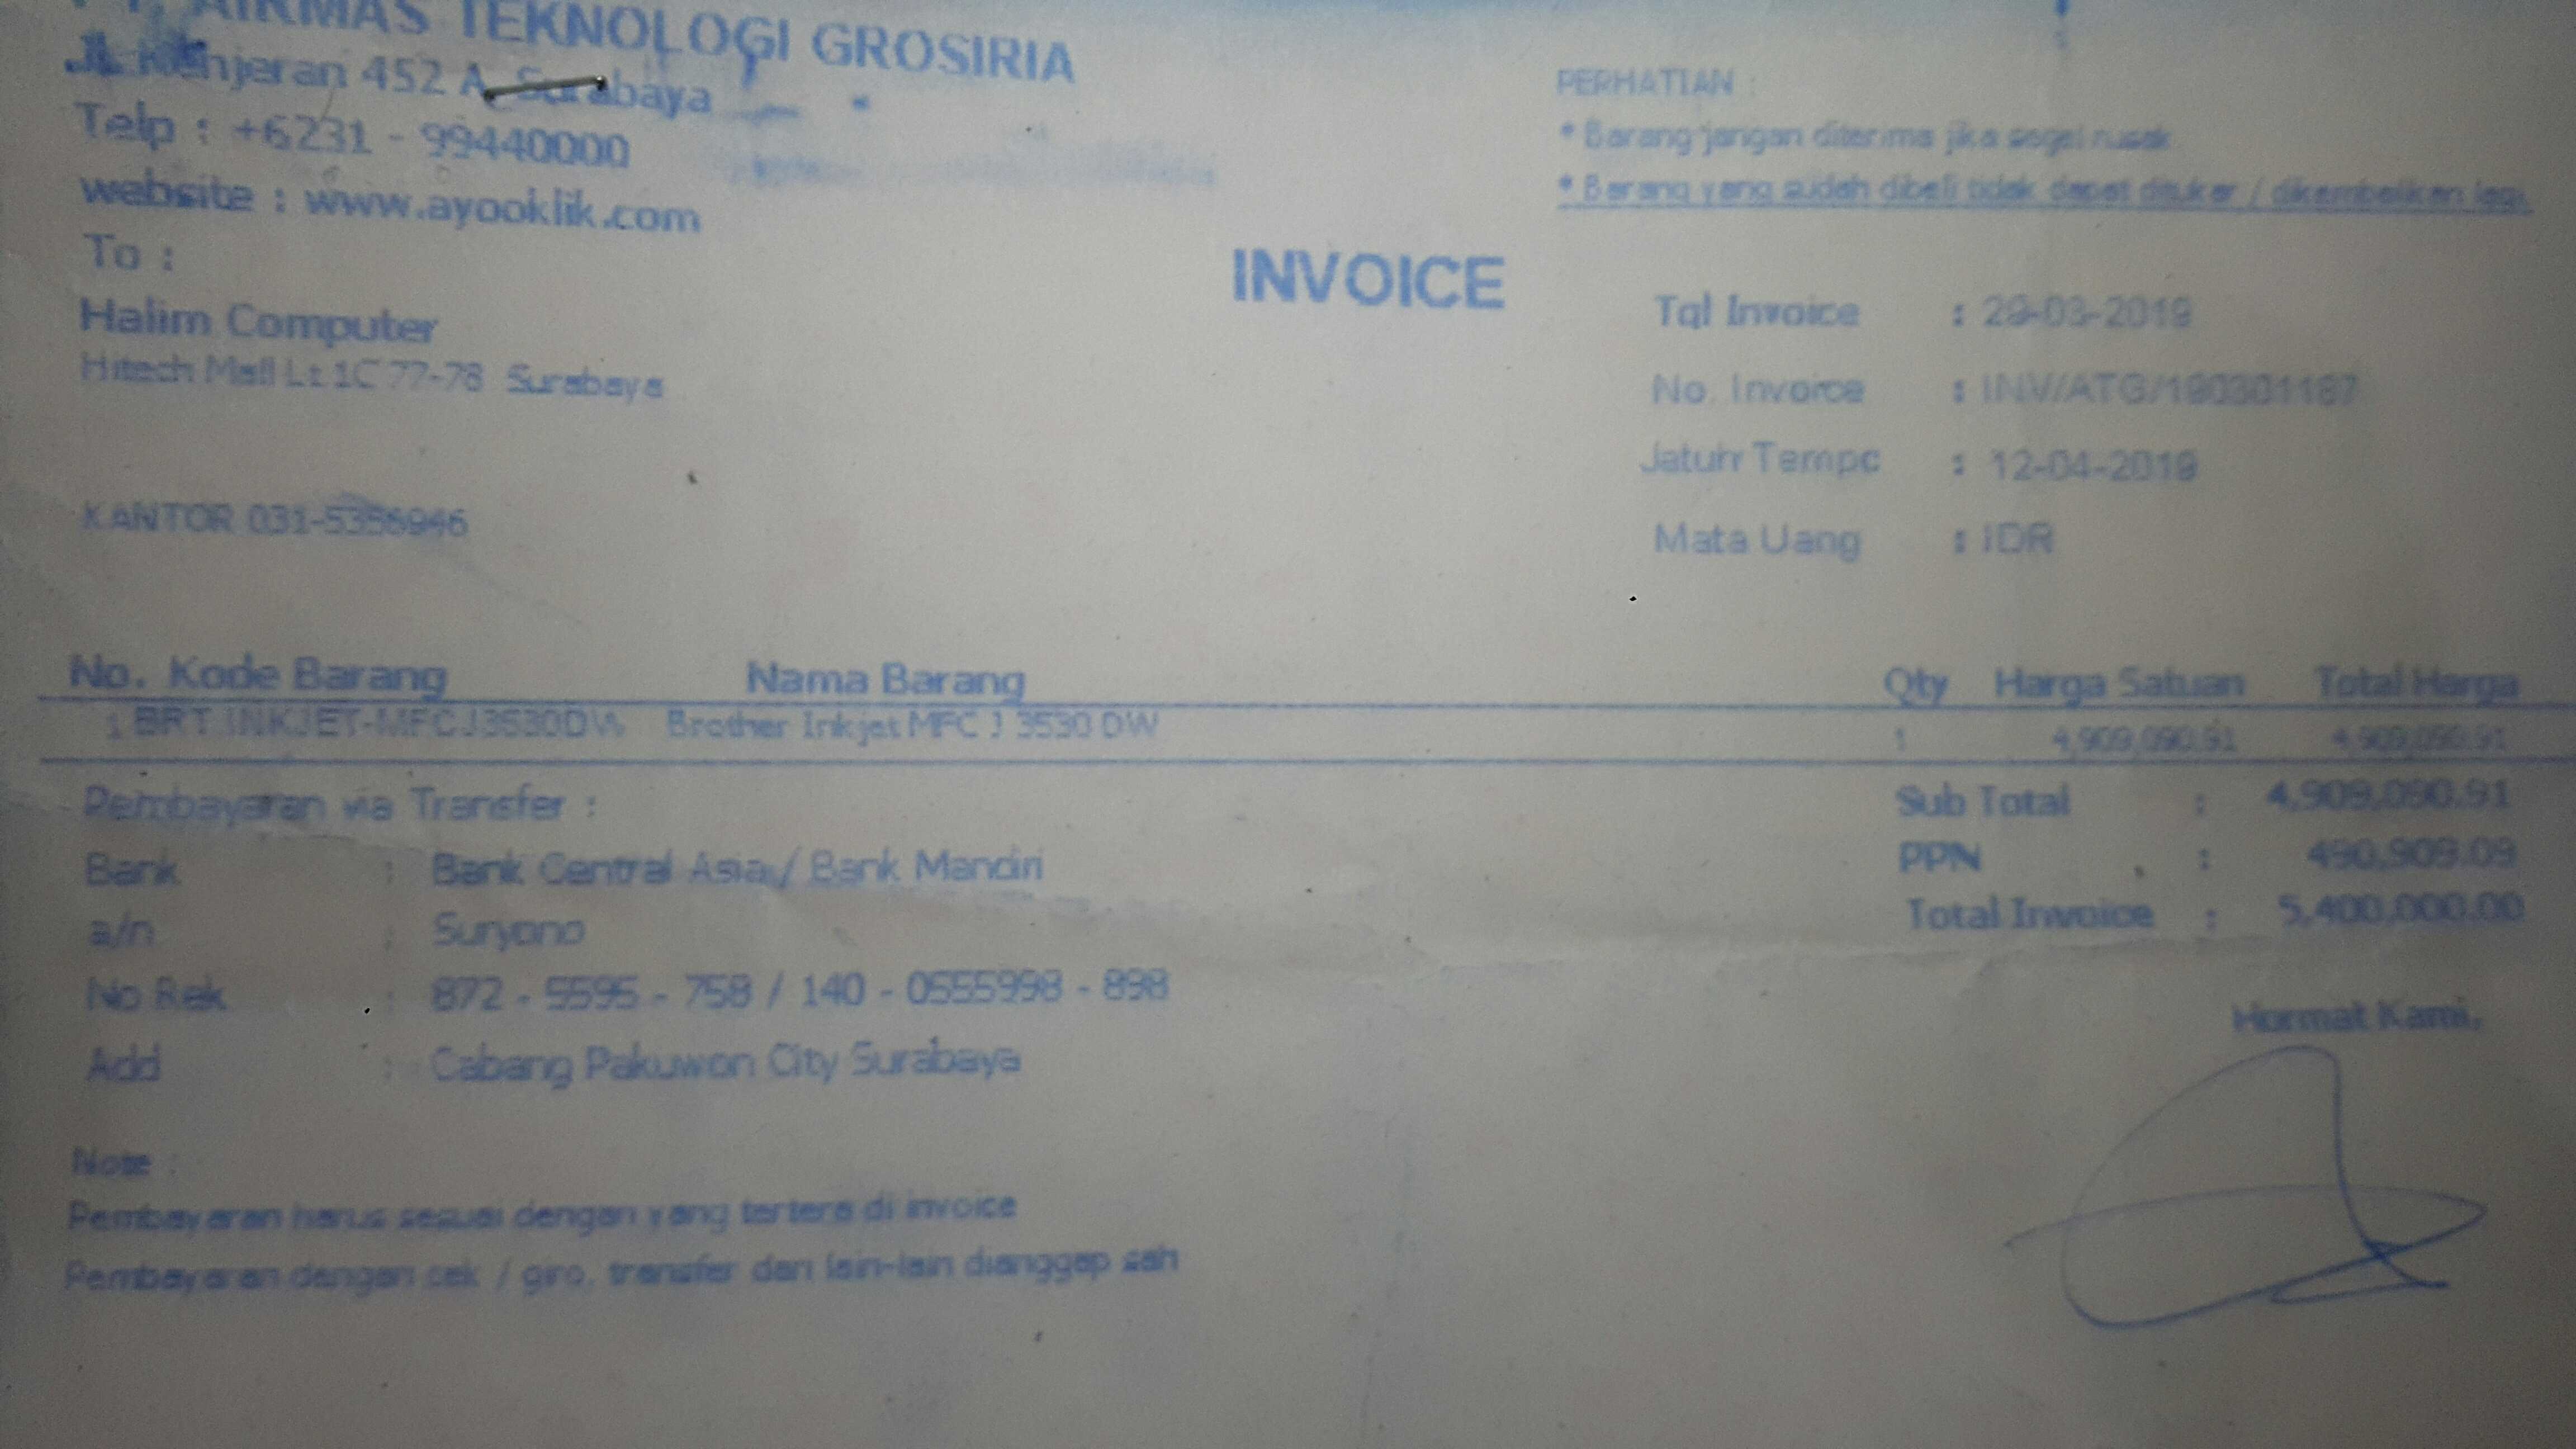 PT. AIRMAS TEKNOLOGI GROSIRIA
Jl. Kenjeran 452 A, Surabaya
Telp : +6231 - 99440000
website : www.ayooklik.com
To :
Halim Computer
Hitech Mall Lt 1C 77-78 Surabaya
KANTOR 031-5356946
PERHATIAN :
* Barang jangan diterima jika segel rusak
* Barang yang sudah dibeli tidak dapat ditukar / dikembalikan lagi.
INVOICE
Tgl Invoice : 29-03-2019
No. Invoice : INV/ATG/190301187
Jatuh Tempo : 12-04-2019
Mata Uang : IDR
No. Kode Barang Nama Barang Qty Harga Satuan Total Harga
1 BRT INKJET-MFCJ3530DW Brother Inkjet MFC J 3530 DW 1 4,909,090.91 4,909,090.91
Pembayaran via Transfer :
Bank : Bank Central Asia / Bank Mandiri
a/n : Suryono
No Rek : 872 - 5595 - 758 / 140 - 0555998 - 898
Add : Cabang Pakuwon City Surabaya
Sub Total : 4,909,090.91
PPN : 490,909.09
Total Invoice : 5,400,000.00
Hormat Kami,
Note :
Pembayaran harus sesuai dengan yang tertera di invoice
Pembayaran dengan cek / giro, transfer dan lain-lain dianggap sah